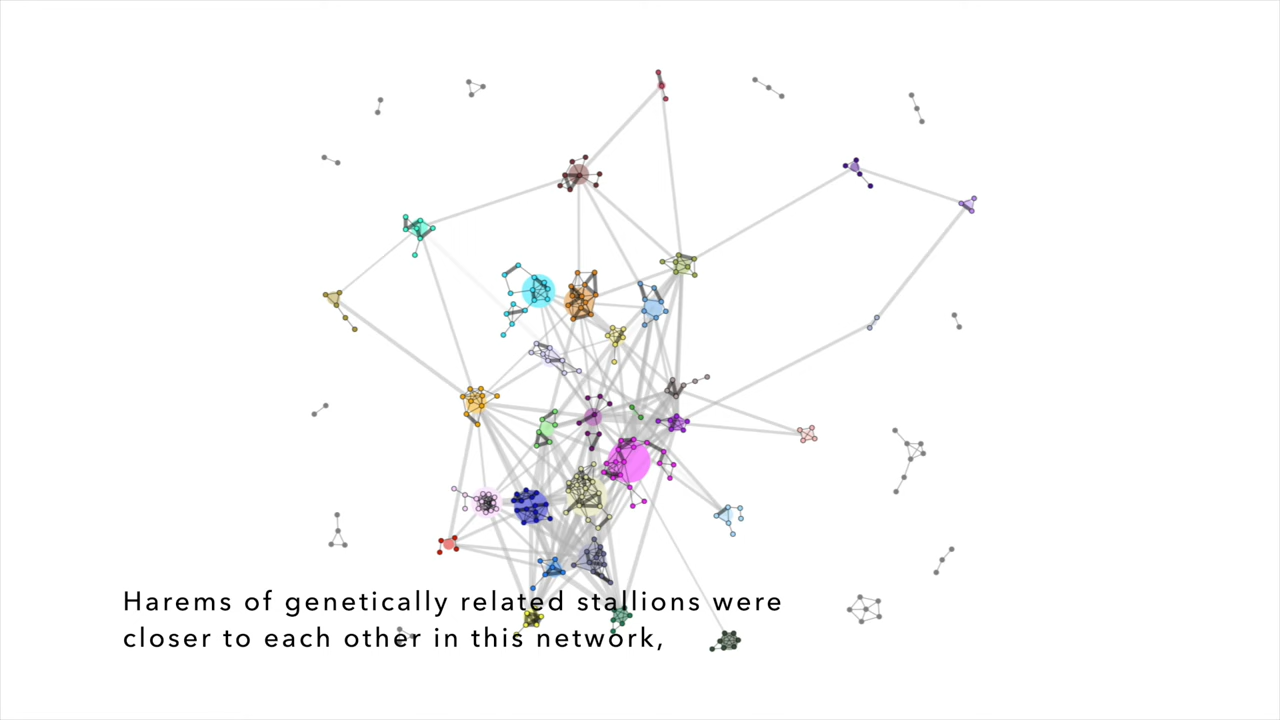 Harems of genetically related stallions were
closer to each other in this network,